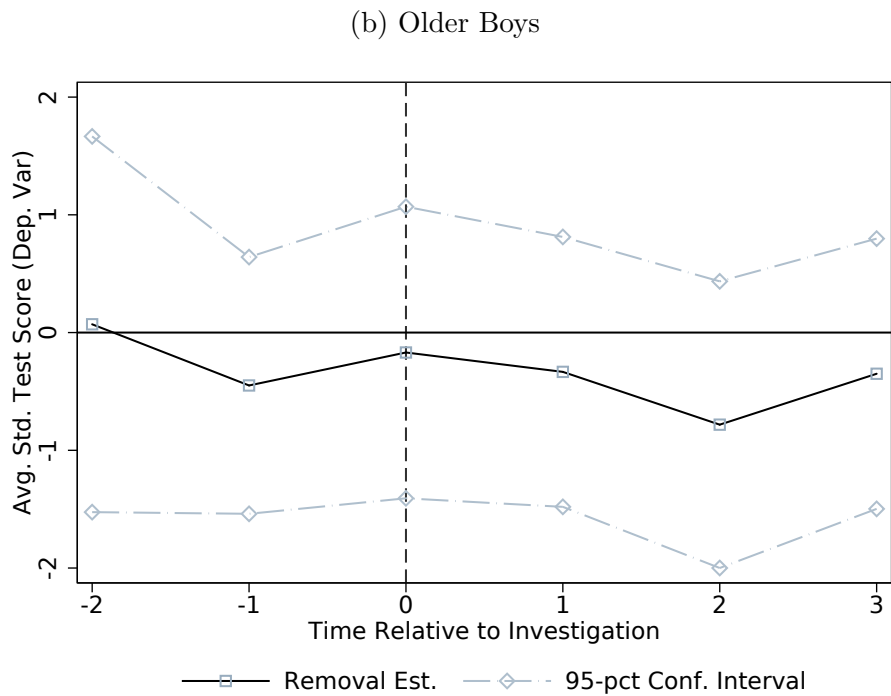 (b) Older Boys
Avg. Std. Test Score (Dep. Var)
2
1
0
-1
-2
-2 -1 0 1 2 3
Time Relative to Investigation
Removal Est. 95-pct Conf. Interval